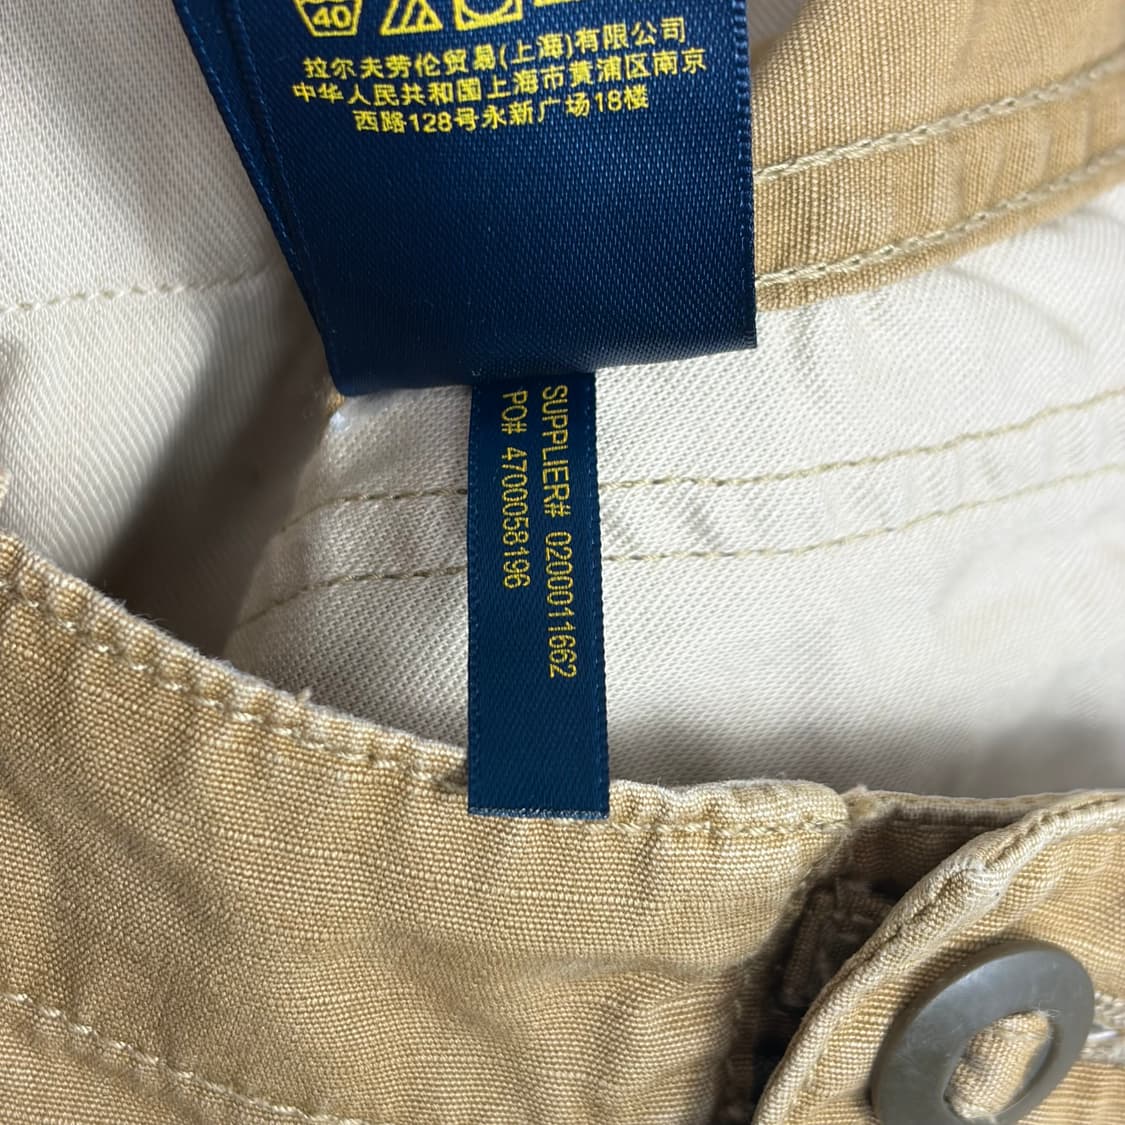 40
拉尔夫劳伦贸易(上海)有限公司
中华人民共和国上海市黄浦区南京
西路128号永新广场18楼
SUPPLIER# 0200011662
PO# 4700058196